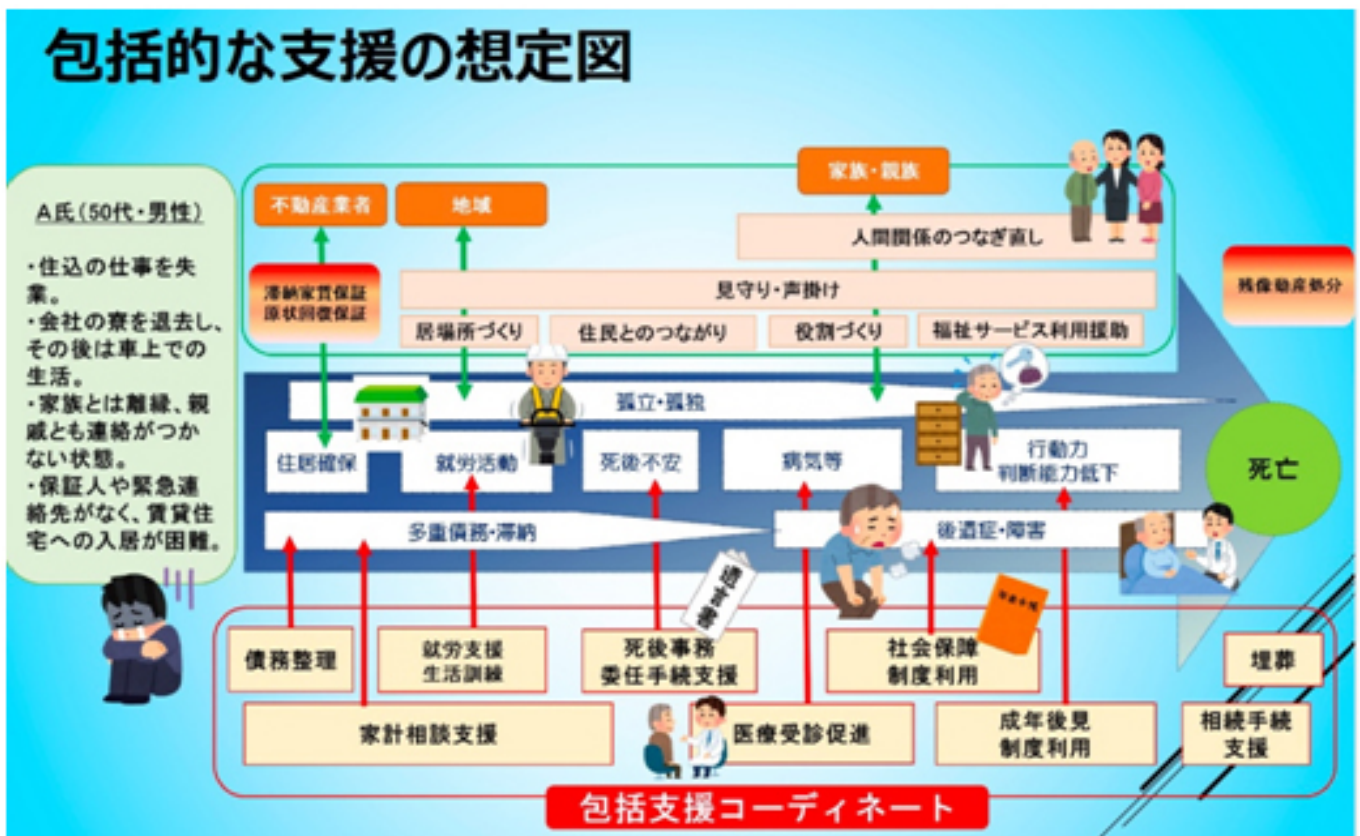 包括的な支援の想定図
A氏(50代・男性)
・住込の仕事を失
業。
・会社の寮を退去し、
その後は車上での
生活。
・家族とは離縁、親
戚とも連絡がつか
ない状態。
・保証人や緊急連
絡先がなく、賃貸住
宅への入居が困難。
不動産業者
地域
家族・親族
人間関係のつなぎ直し
滞納家賃保証
原状回復保証
見守り・声掛け
居場所づくり
住民とのつながり
役割づくり
福祉サービス利用援助
残像動産処分
孤立・孤独
住居確保
就労活動
死後不安
病気等
行動力
判断能力低下
死亡
多重債務・滞納
後遺症・障害
遺言書
債務整理
就労支援
生活訓練
死後事務
委任手続支援
社会保障
制度利用
埋葬
家計相談支援
医療受診促進
成年後見
制度利用
相続手続
支援
包括支援コーディネート